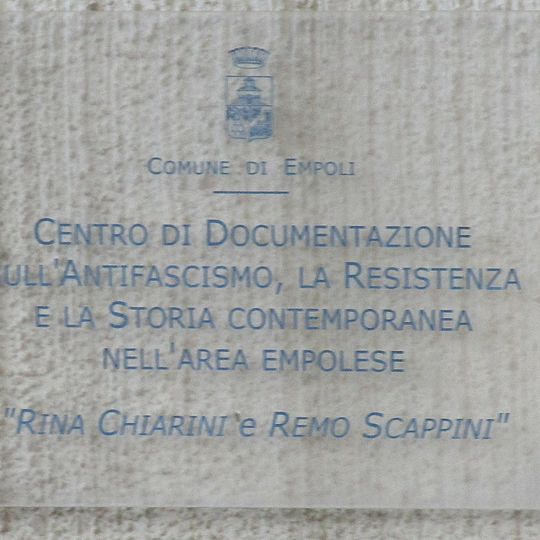 COMUNE DI EMPOLI
CENTRO DI DOCUMENTAZIONE
ULL'ANTIFASCISMO, LA RESISTENZA
E LA STORIA CONTEMPORANEA
NELL'AREA EMPOLESE
"RINA CHIARINI e REMO SCAPPINI"